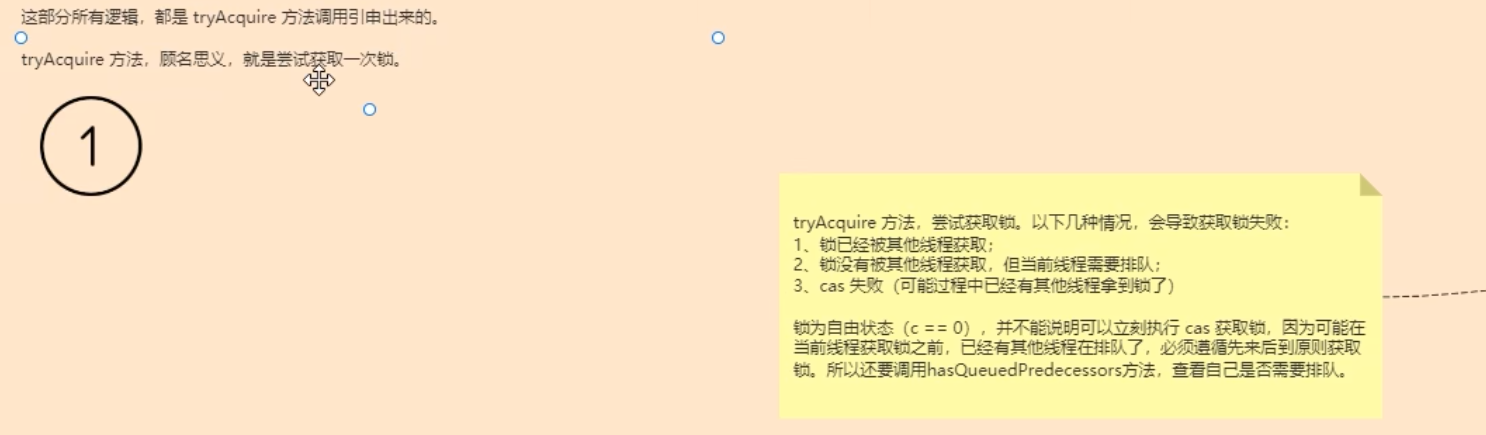 这部分所有逻辑，都是 tryAcquire 方法调用引申出来的。
tryAcquire 方法，顾名思义，就是尝试获取一次锁。
1
tryAcquire 方法，尝试获取锁。以下几种情况，会导致获取锁失败：
1、锁已经被其他线程获取；
2、锁没有被其他线程获取，但当前线程需要排队；
3、cas 失败（可能过程中已经有其他线程拿到锁了）
锁为自由状态（c == 0），并不能说明可以立刻执行 cas 获取锁，因为可能在
当前线程获取锁之前，已经有其他线程在排队了，必须遵循先来后到原则获取
锁。所以还要调用hasQueuedPredecessors方法，查看自己是否需要排队。